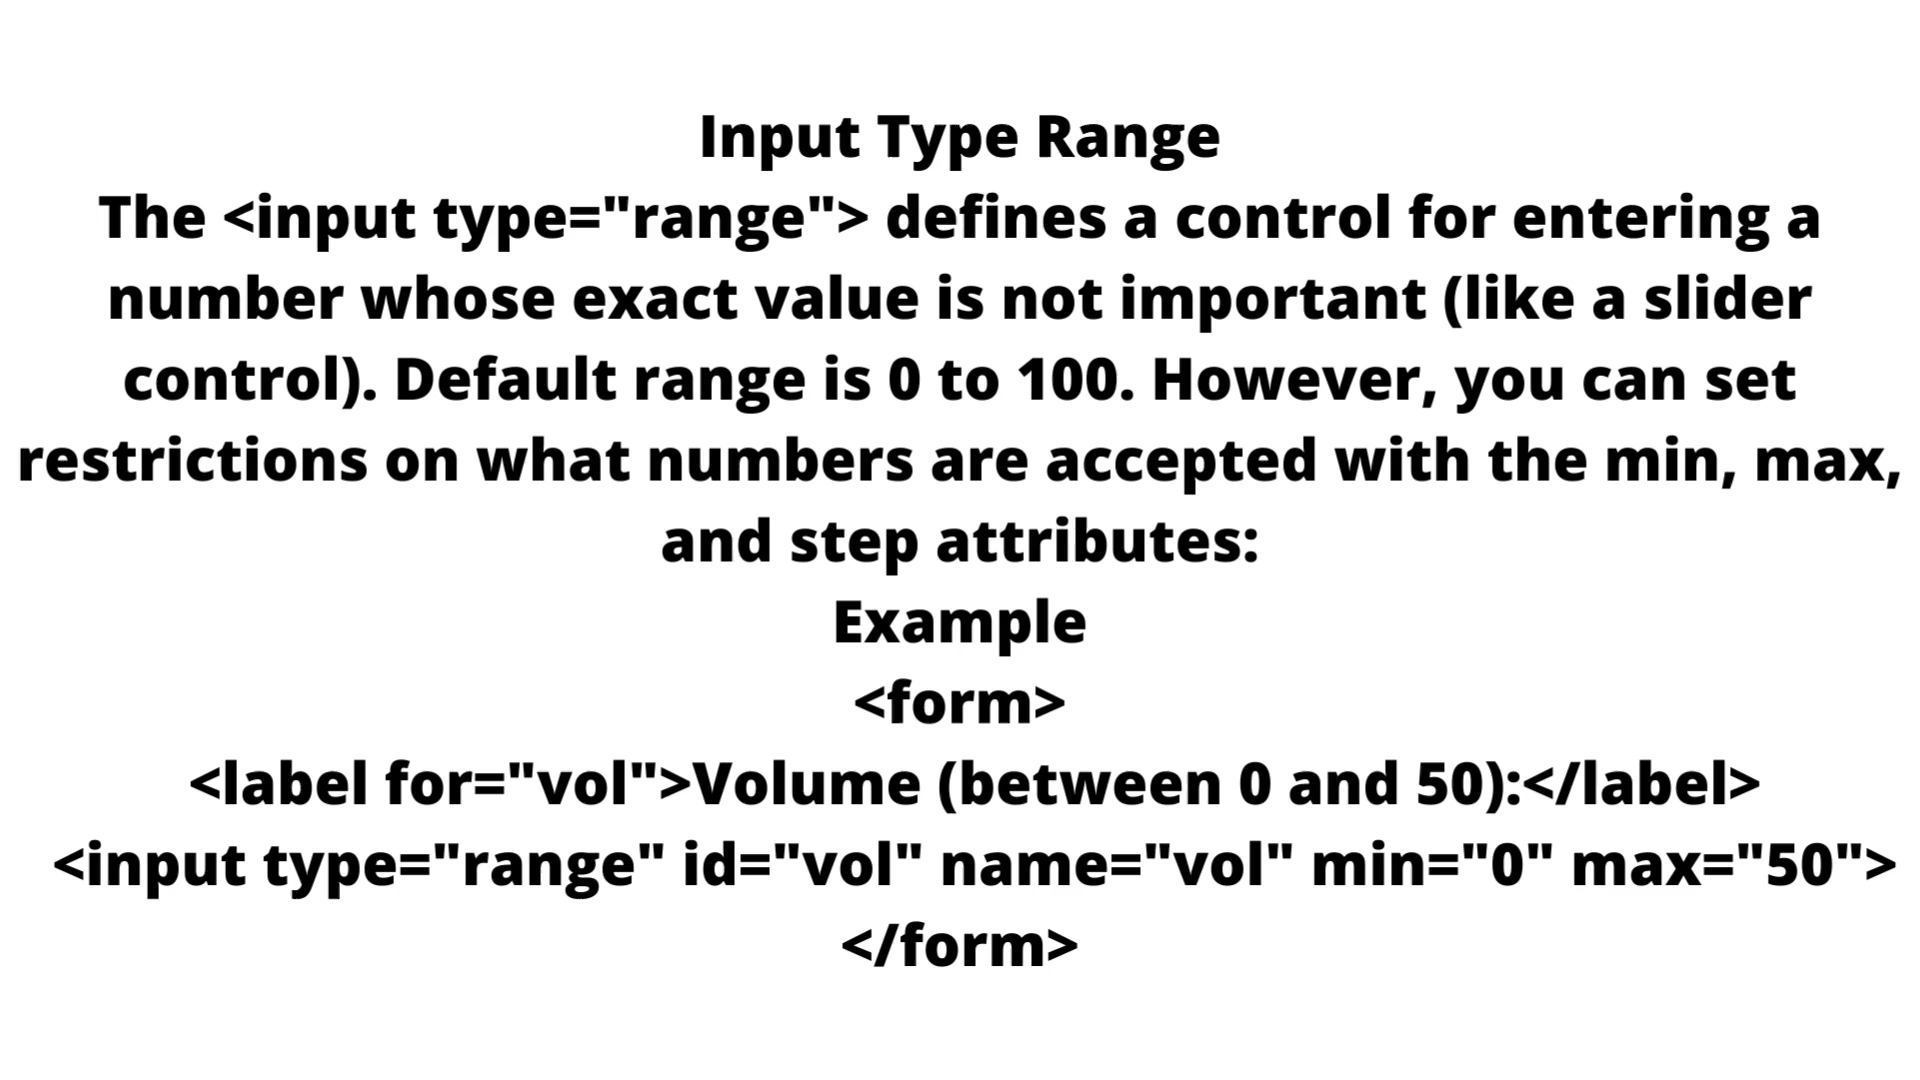 Input Type Range
The <input type="range"> defines a control for entering a
number whose exact value is not important (like a slider
control). Default range is 0 to 100. However, you can set
restrictions on what numbers are accepted with the min, max,
and step attributes:
Example
<form>
<label for="vol">Volume (between 0 and 50):</label>
<input type="range" id="vol" name="vol" min="0" max="50">
</form>